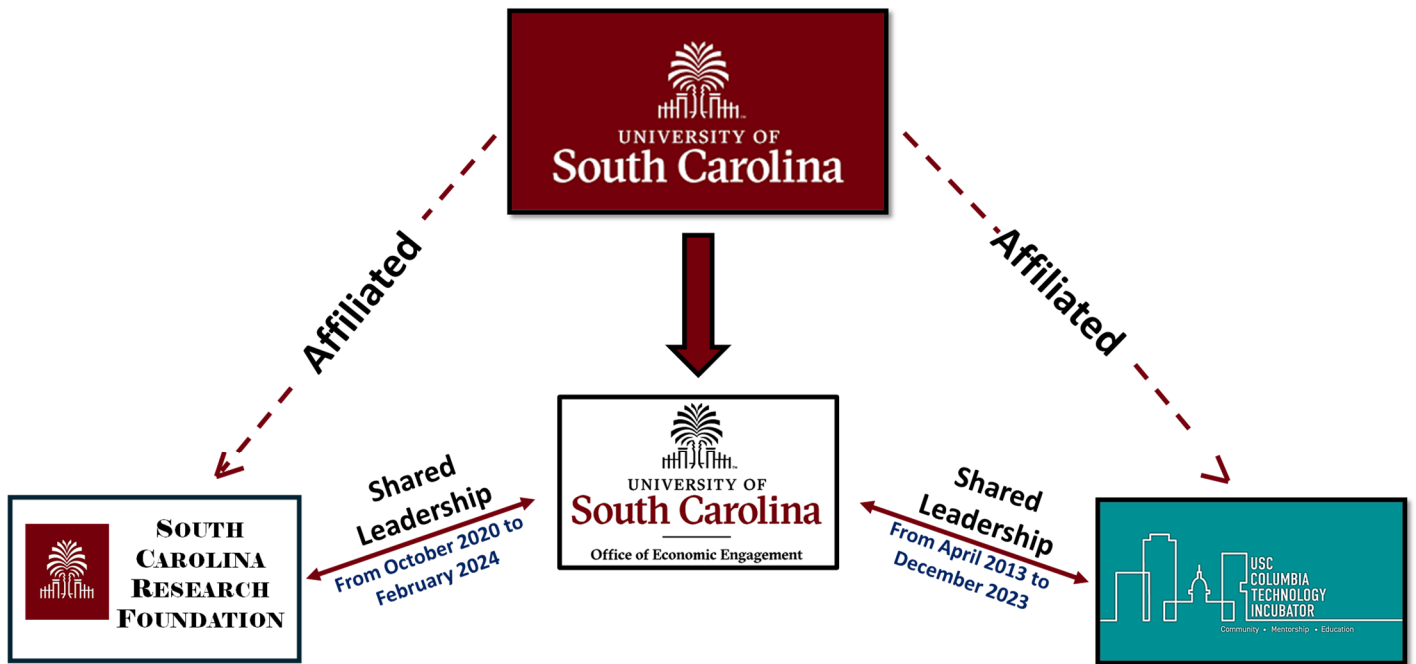 UNIVERSITY OF
South Carolina
Affiliated
Affiliated
UNIVERSITY OF
South Carolina
Office of Economic Engagement
Shared
Leadership
From October 2020 to
February 2024
Shared
Leadership
From April 2013 to
December 2023
SOUTH
CAROLINA
RESEARCH
FOUNDATION
USC
COLUMBIA
TECHNOLOGY
INCUBATOR
Community • Mentorship • Education